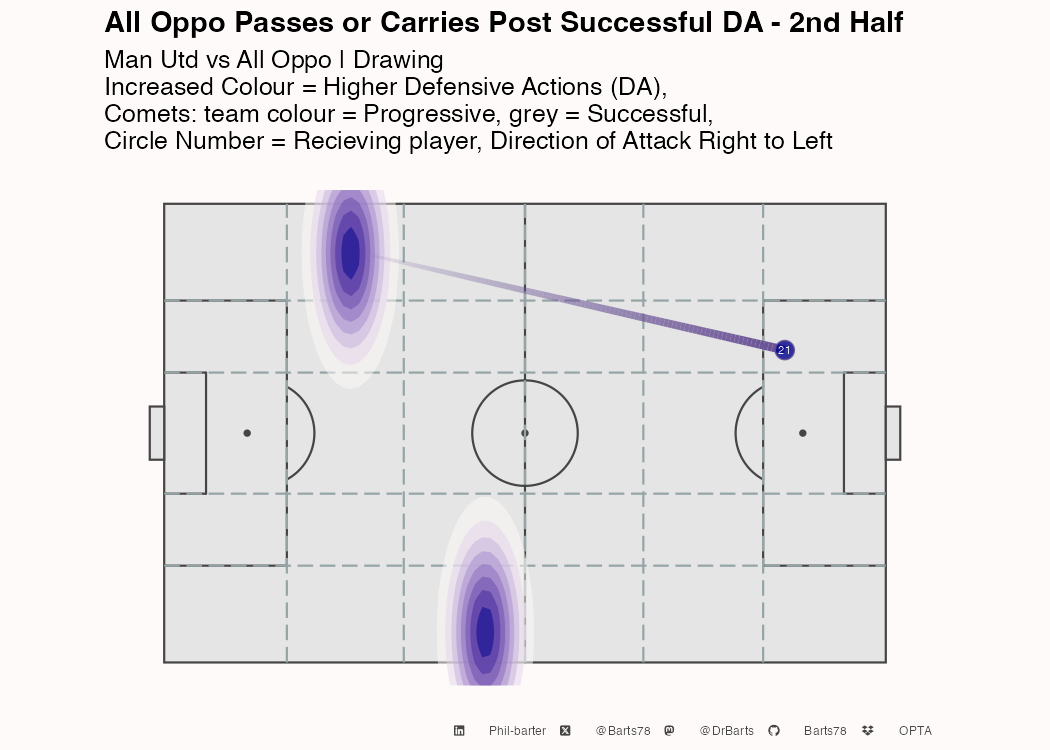 All Oppo Passes or Carries Post Successful DA - 2nd Half
Man Utd vs All Oppo | Drawing
Increased Colour = Higher Defensive Actions (DA),
Comets: team colour = Progressive, grey = Successful,
Circle Number = Recieving player, Direction of Attack Right to Left
21
Phil-barter @Barts78 @DrBarts Barts78 OPTA